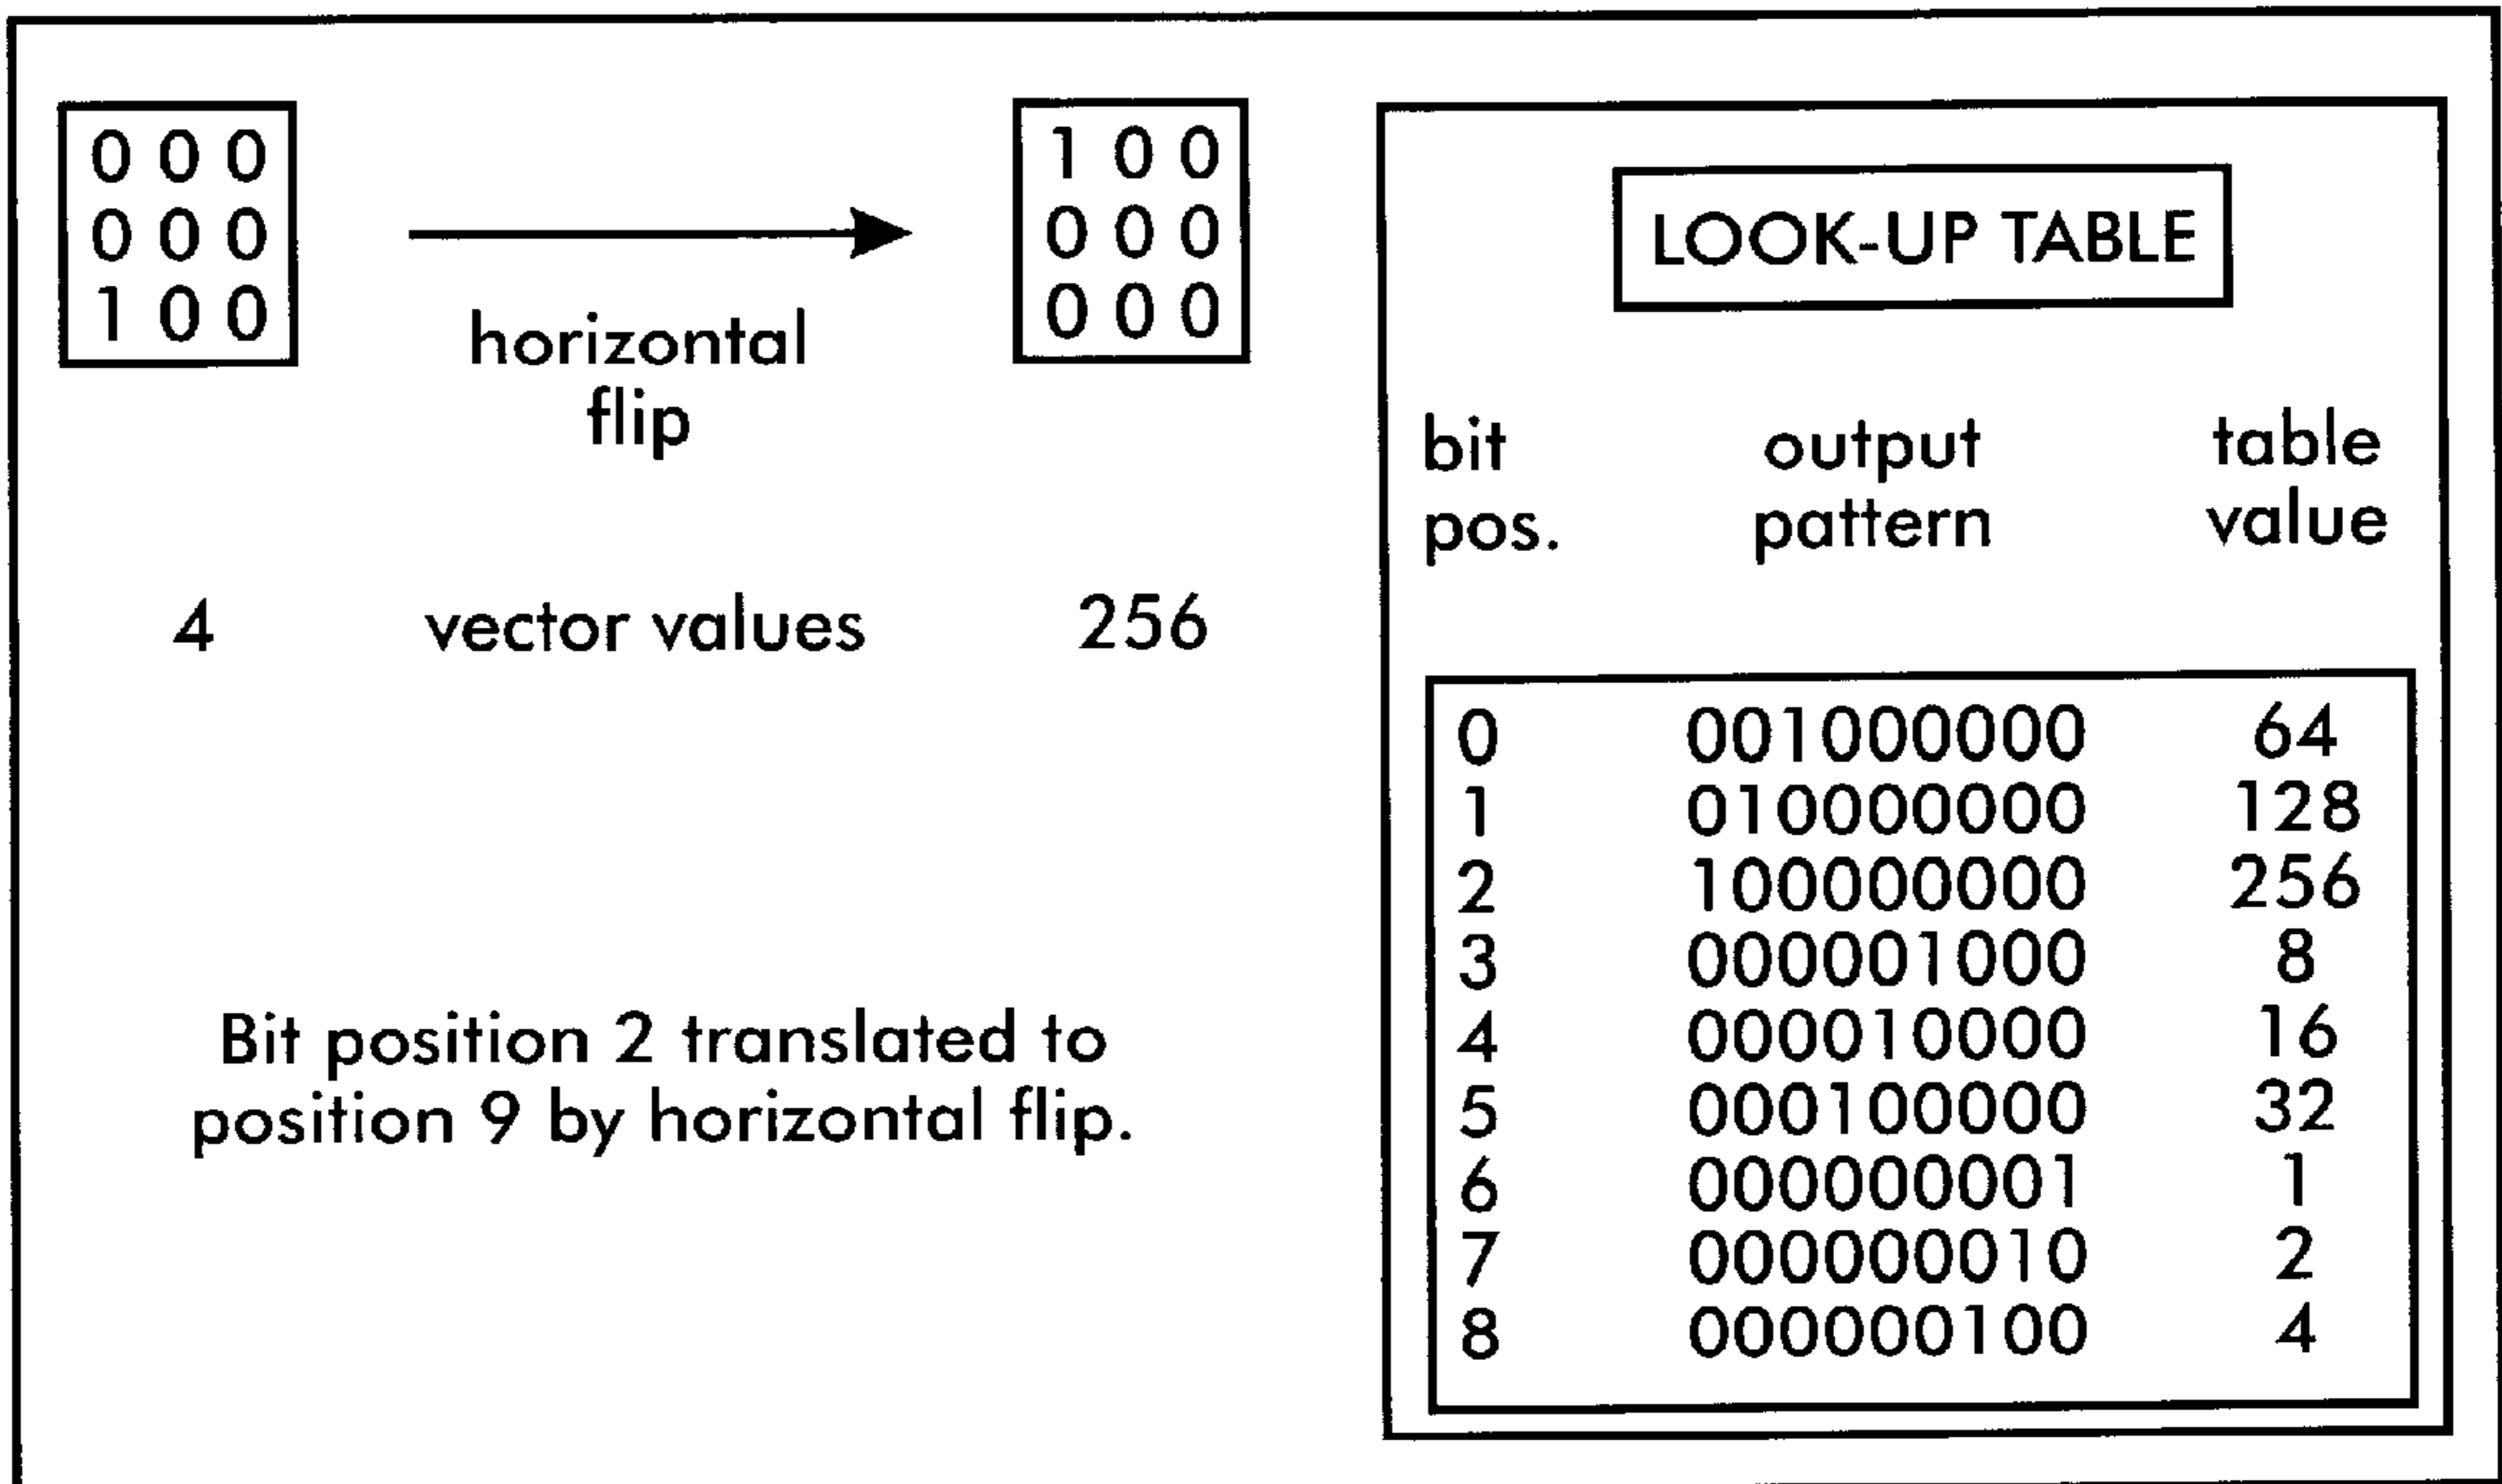 0 0 0
0 0 0
1 0 0
horizontal
flip
1 0 0
0 0 0
0 0 0
4 vector values 256
Bit position 2 translated to
position 9 by horizontal flip.
LOOK-UP TABLE
bit output table
pos. pattern value
0 001000000 64
1 010000000 128
2 100000000 256
3 000001000 8
4 000010000 16
5 000100000 32
6 000000001 1
7 000000010 2
8 000000100 4